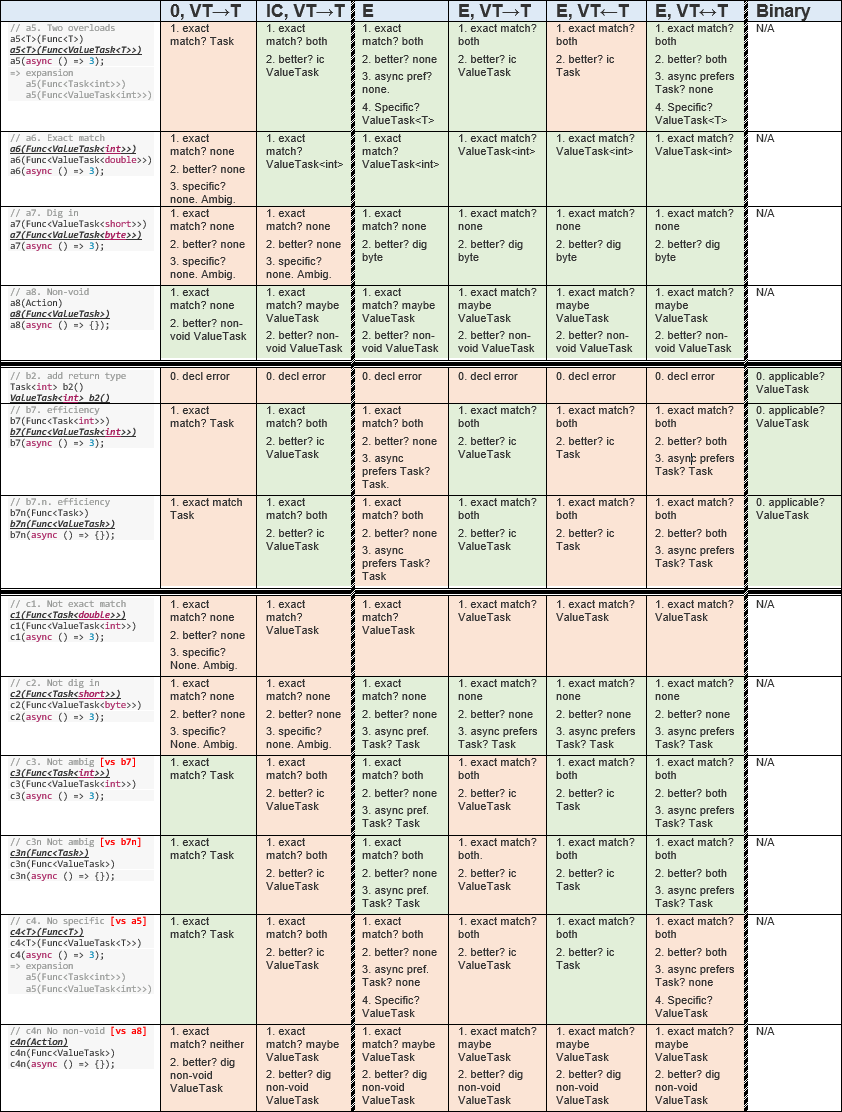 0, VT→T
IC, VT→T
E
E, VT→T
E, VT←T
E, VT↔T
Binary
// a5. Two overloads
a5<T>(Func<T>)
a5<T>(Func<ValueTask<T>>)
a5(async () => 3);
=> expansion
a5(Func<Task<int>>)
a5(Func<ValueTask<int>>)
1. exact
match? Task
1. exact
match? both
2. better? ic
ValueTask
1. exact
match? both
2. better? none
3. async pref?
none.
4. Specific?
ValueTask<T>
1. exact match?
both
2. better? ic
ValueTask
1. exact match?
both
2. better? ic
Task
1. exact match?
both
2. better? both
3. async prefers
Task? none
4. Specific?
ValueTask<T>
N/A
// a6. Exact match
a6(Func<ValueTask<int>>)
a6(Func<ValueTask<double>>)
a6(async () => 3);
1. exact
match? none
2. better? none
3. specific?
none. Ambig.
1. exact
match?
ValueTask<int>
1. exact
match?
ValueTask<int>
1. exact match?
ValueTask<int>
1. exact match?
ValueTask<int>
1. exact match?
ValueTask<int>
N/A
// a7. Dig in
a7(Func<ValueTask<short>>)
a7(Func<ValueTask<byte>>)
a7(async () => 3);
1. exact
match? none
2. better? none
3. specific?
none. Ambig.
1. exact
match? none
2. better? none
3. specific?
none. Ambig.
1. exact
match? none
2. better? dig
byte
1. exact match?
none
2. better? dig
byte
1. exact match?
none
2. better? dig
byte
1. exact match?
none
2. better? dig
byte
N/A
// a8. Non-void
a8(Action)
a8(Func<ValueTask>)
a8(async () => {});
1. exact
match? none
2. better? non-
void ValueTask
1. exact
match? maybe
ValueTask
2. better? non-
void ValueTask
1. exact
match? maybe
ValueTask
2. better? non-
void ValueTask
1. exact match?
maybe
ValueTask
2. better? non-
void ValueTask
1. exact match?
maybe
ValueTask
2. better? non-
void ValueTask
1. exact match?
maybe
ValueTask
2. better? non-
void ValueTask
N/A
// b2. add return type
Task<int> b2()
ValueTask<int> b2()
0. decl error
0. decl error
0. decl error
0. decl error
0. decl error
0. decl error
0. applicable?
ValueTask
// b7. efficiency
b7(Func<Task<int>>)
b7(Func<ValueTask<int>>)
b7(async () => 3);
1. exact
match? Task
1. exact
match? both
2. better? ic
ValueTask
1. exact
match? both
2. better? none
3. async
prefers Task?
Task.
1. exact match?
both
2. better? ic
ValueTask
1. exact match?
both
2. better? ic
Task
1. exact match?
both
2. better? both
3. async prefers
Task? Task
0. applicable?
ValueTask
// b7.n. efficiency
b7n(Func<Task>)
b7n(Func<ValueTask>)
b7n(async () => {});
1. exact match
Task
1. exact
match? both
2. better? ic
ValueTask
1. exact
match? both
2. better? none
3. async
prefers Task?
Task
1. exact match?
both
2. better? ic
ValueTask
1. exact match?
both
2. better? ic
Task
1. exact match?
both
2. better? both
3. async prefers
Task? Task
0. applicable?
ValueTask
// c1. Not exact match
c1(Func<Task<double>>)
c1(Func<ValueTask<int>>)
c1(async () => 3);
1. exact
match? none
2. better? none
3. specific?
None. Ambig.
1. exact
match?
ValueTask
1. exact
match?
ValueTask
1. exact match?
ValueTask
1. exact match?
ValueTask
1. exact match?
ValueTask
N/A
// c2. Not dig in
c2(Func<Task<short>>)
c2(Func<ValueTask<byte>>)
c2(async () => 3);
1. exact
match? none
2. better? none
3. specific?
None. Ambig.
1. exact
match? none
2. better? none
3. specific?
none. Ambig.
1. exact
match? none
2. better? none
3. async pref.
Task? Task
1. exact match?
none
2. better? none
3. async prefers
Task? Task
1. exact match?
none
2. better? none
3. async prefers
Task? Task
1. exact match?
none
2. better? none
3. async prefers
Task? Task
N/A
// c3. Not ambig [vs b7]
c3(Func<Task<int>>)
c3(Func<ValueTask<int>>)
c3(async () => 3);
1. exact
match? Task
1. exact
match? both
2. better? ic
ValueTask
1. exact
match? both
2. better? none
3. async pref.
Task? Task
1. exact match?
both
2. better? ic
ValueTask
1. exact match?
both
2. better? ic
Task
1. exact match?
both
2. better? both
3. async prefers
Task? Task
N/A
// c3n Not ambig [vs b7n]
c3n(Func<Task>)
c3n(Func<ValueTask>)
c3n(async () => {});
1. exact
match? Task
1. exact
match? both
2. better? ic
ValueTask
1. exact
match? both
2. better? none
3. async pref.
Task? Task
1. exact match?
both.
2. better? ic
ValueTask
1. exact match?
both
2. better? ic
Task
1. exact match?
both
2. better? both
3. async prefers
Task? Task
N/A
// c4. No specific [vs a5]
c4<T>(Func<T>)
c4<T>(Func<ValueTask<T>>)
c4(async () => 3);
=> expansion
a5(Func<Task<int>>)
a5(Func<ValueTask<int>>)
1. exact
match? Task
1. exact
match? both
2. better? ic
ValueTask
1. exact
match? both
2. better? none
3. async pref.
Task? none
4. Specific?
ValueTask
1. exact match?
both
2. better? ic
ValueTask
1. exact match?
both
2. better? ic
Task
1. exact match?
both
2. better? both
3. async prefers
Task? none
4. Specific?
ValueTask
N/A
// c4n No non-void [vs a8]
c4n(Action)
c4n(Func<ValueTask>)
c4n(async () => {});
1. exact
match? neither
2. better? dig
non-void
ValueTask
1. exact
match? maybe
ValueTask
2. better? dig
non-void
ValueTask
1. exact
match? maybe
ValueTask
2. better? dig
non-void
ValueTask
1. exact match?
maybe
ValueTask
2. better? dig
non-void
ValueTask
1. exact match?
maybe
ValueTask
2. better? dig
non-void
ValueTask
1. exact match?
maybe
ValueTask
2. better? dig
non-void
ValueTask
N/A